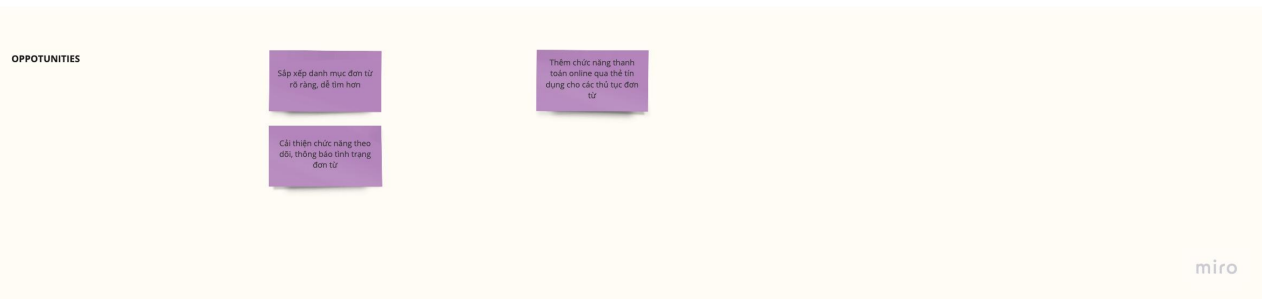 OPPOTUNITIES
Sắp xếp danh mục đơn từ
rõ ràng, dễ tìm hơn
Cải thiện chức năng theo
dõi, thông báo tình trạng
đơn từ
Thêm chức năng thanh
toán online qua thẻ tín
dụng cho các thủ tục đơn
từ
miro